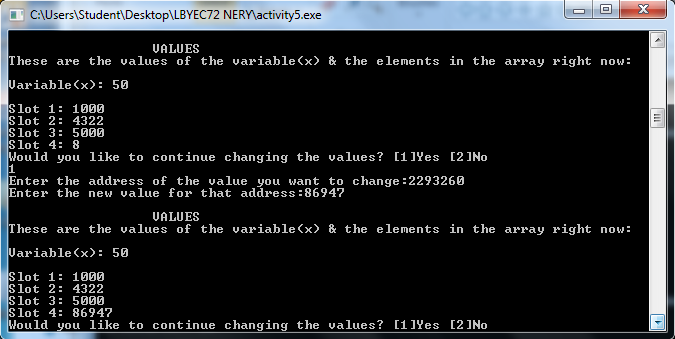 C:\Users\Student\Desktop\LBYEC72 NERY\activity5.exe
VALUES
These are the values of the variable(x) & the elements in the array right now:
Variable(x): 50
Slot 1: 1000
Slot 2: 4322
Slot 3: 5000
Slot 4: 8
Would you like to continue changing the values? [1]Yes [2]No
1
Enter the address of the value you want to change:2293260
Enter the new value for that address:86947
VALUES
These are the values of the variable(x) & the elements in the array right now:
Variable(x): 50
Slot 1: 1000
Slot 2: 4322
Slot 3: 5000
Slot 4: 86947
Would you like to continue changing the values? [1]Yes [2]No